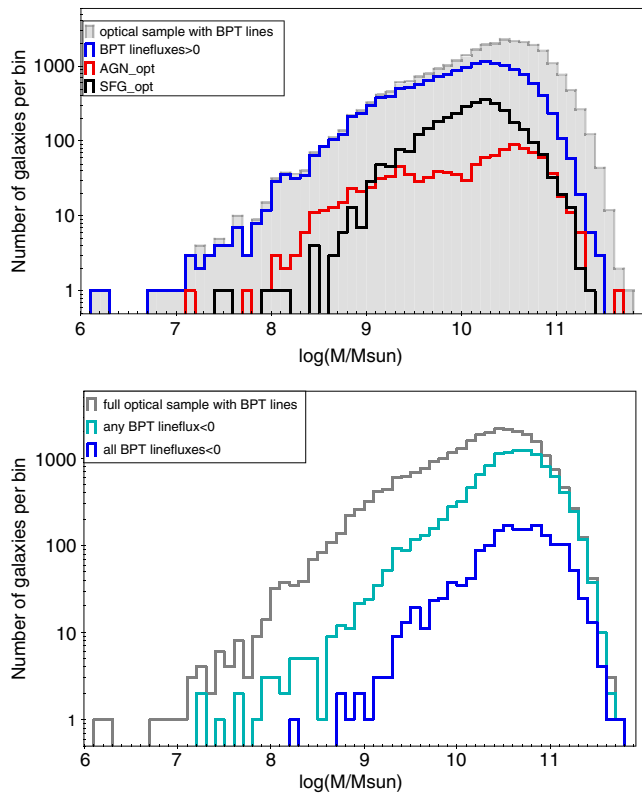 optical sample with BPT lines
BPT linefluxes>0
AGN_opt
SFG_opt
Number of galaxies per bin
1000
100
10
1
6
7
8
9
10
11
log(M/Msun)
full optical sample with BPT lines
any BPT lineflux<0
all BPT linefluxes<0
Number of galaxies per bin
1000
100
10
1
6
7
8
9
10
11
log(M/Msun)